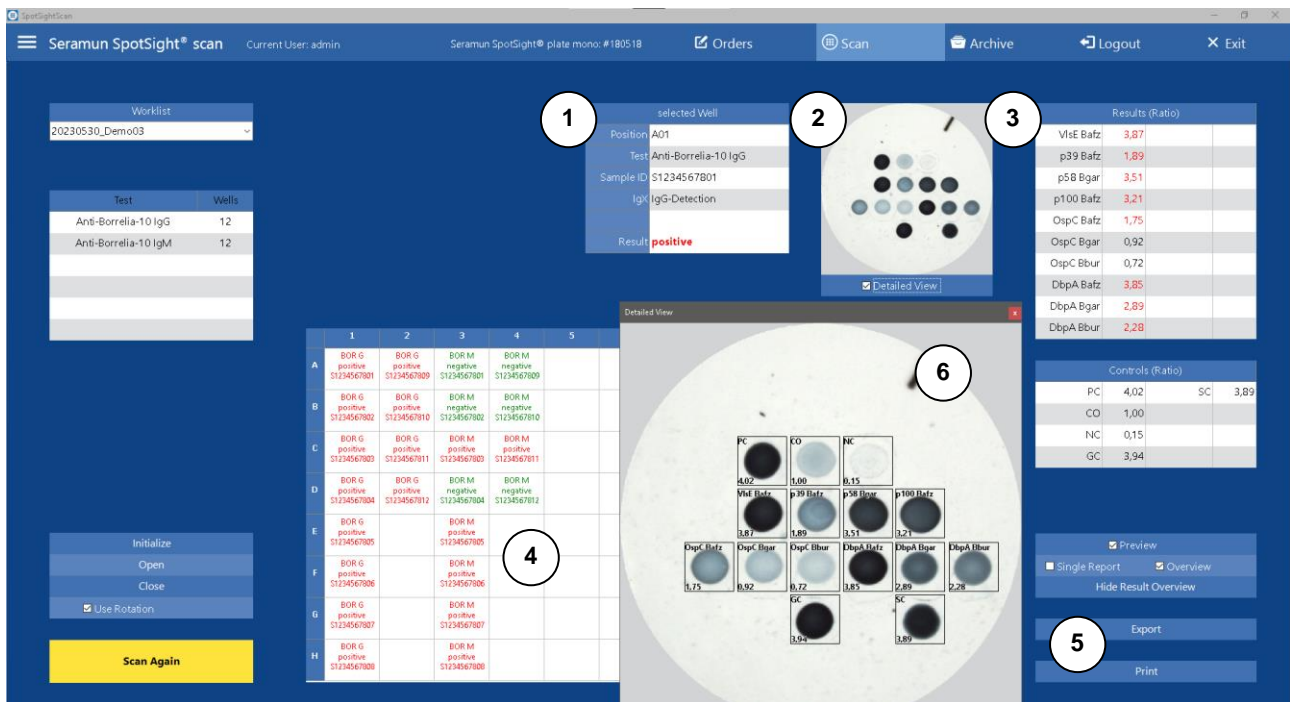 SpotSightScan
Seramun SpotSight® scan Current User: admin Seramun SpotSight® plate mono: #180518 Orders Scan Archive Logout Exit
Worklist
20230530_Demo03
Test Wells
Anti-Borrelia-10 IgG 12
Anti-Borrelia-10 IgM 12
1
selected Well
Position A01
Test Anti-Borrelia-10 IgG
Sample ID S1234567801
IgX IgG-Detection
Result positive
2
Detailed View
3
Results (Ratio)
VlsE Bafz 3,87
p39 Bafz 1,89
p58 Bgar 3,51
p100 Bafz 3,21
OspC Bafz 1,75
OspC Bgar 0,92
OspC Bbur 0,72
DbpA Bafz 3,85
DbpA Bgar 2,89
DbpA Bbur 2,28
Controls (Ratio)
PC 4,02 SC 3,89
CO 1,00
NC 0,15
GC 3,94
1 2 3 4 5
A
BOR G BOR G BOR M BOR M
positive positive negative negative
S1234567801 S1234567809 S1234567801 S1234567809
B
BOR G BOR G BOR M BOR M
positive positive negative negative
S1234567802 S1234567810 S1234567802 S1234567810
C
BOR G BOR G BOR M BOR M
positive positive positive positive
S1234567803 S1234567811 S1234567803 S1234567811
D
BOR G BOR G BOR M BOR M
positive positive negative negative
S1234567804 S1234567812 S1234567804 S1234567812
E
BOR G BOR M
positive positive
S1234567805 S1234567805
F
BOR G BOR M
positive positive
S1234567806 S1234567806
G
BOR G BOR M
positive positive
S1234567807 S1234567807
H
BOR G BOR M
positive positive
S1234567808 S1234567808
4
Detailed View
6
PC CO NC
4,02 1,00 0,15
VlsE Bafz p39 Bafz p58 Bgar p100 Bafz
3,87 1,89 3,51 3,21
OspC Bafz OspC Bgar OspC Bbur DbpA Bafz DbpA Bgar DbpA Bbur
1,75 0,92 0,72 3,85 2,89 2,28
GC SC
3,94 3,89
Initialize
Open
Close
Use Rotation
Scan Again
Preview
Single Report Overview
Hide Result Overview
5
Export
Print